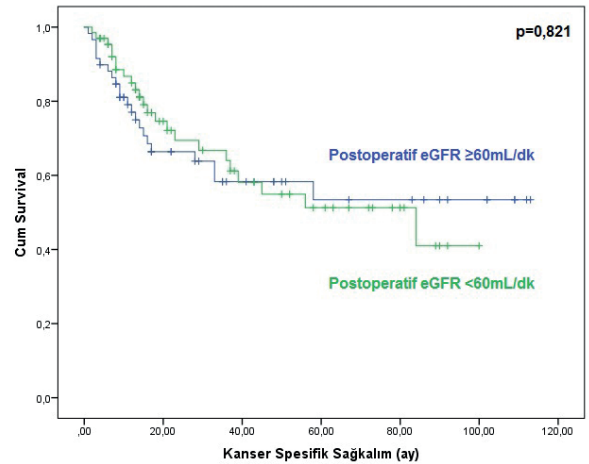 p=0,821
1,0
0,8
0,6
0,4
0,2
0,0
Cum Survival
Postoperatif eGFR ≥60mL/dk
Postoperatif eGFR <60mL/dk
,00 20,00 40,00 60,00 80,00 100,00 120,00
Kanser Spesifik Sağkalım (ay)